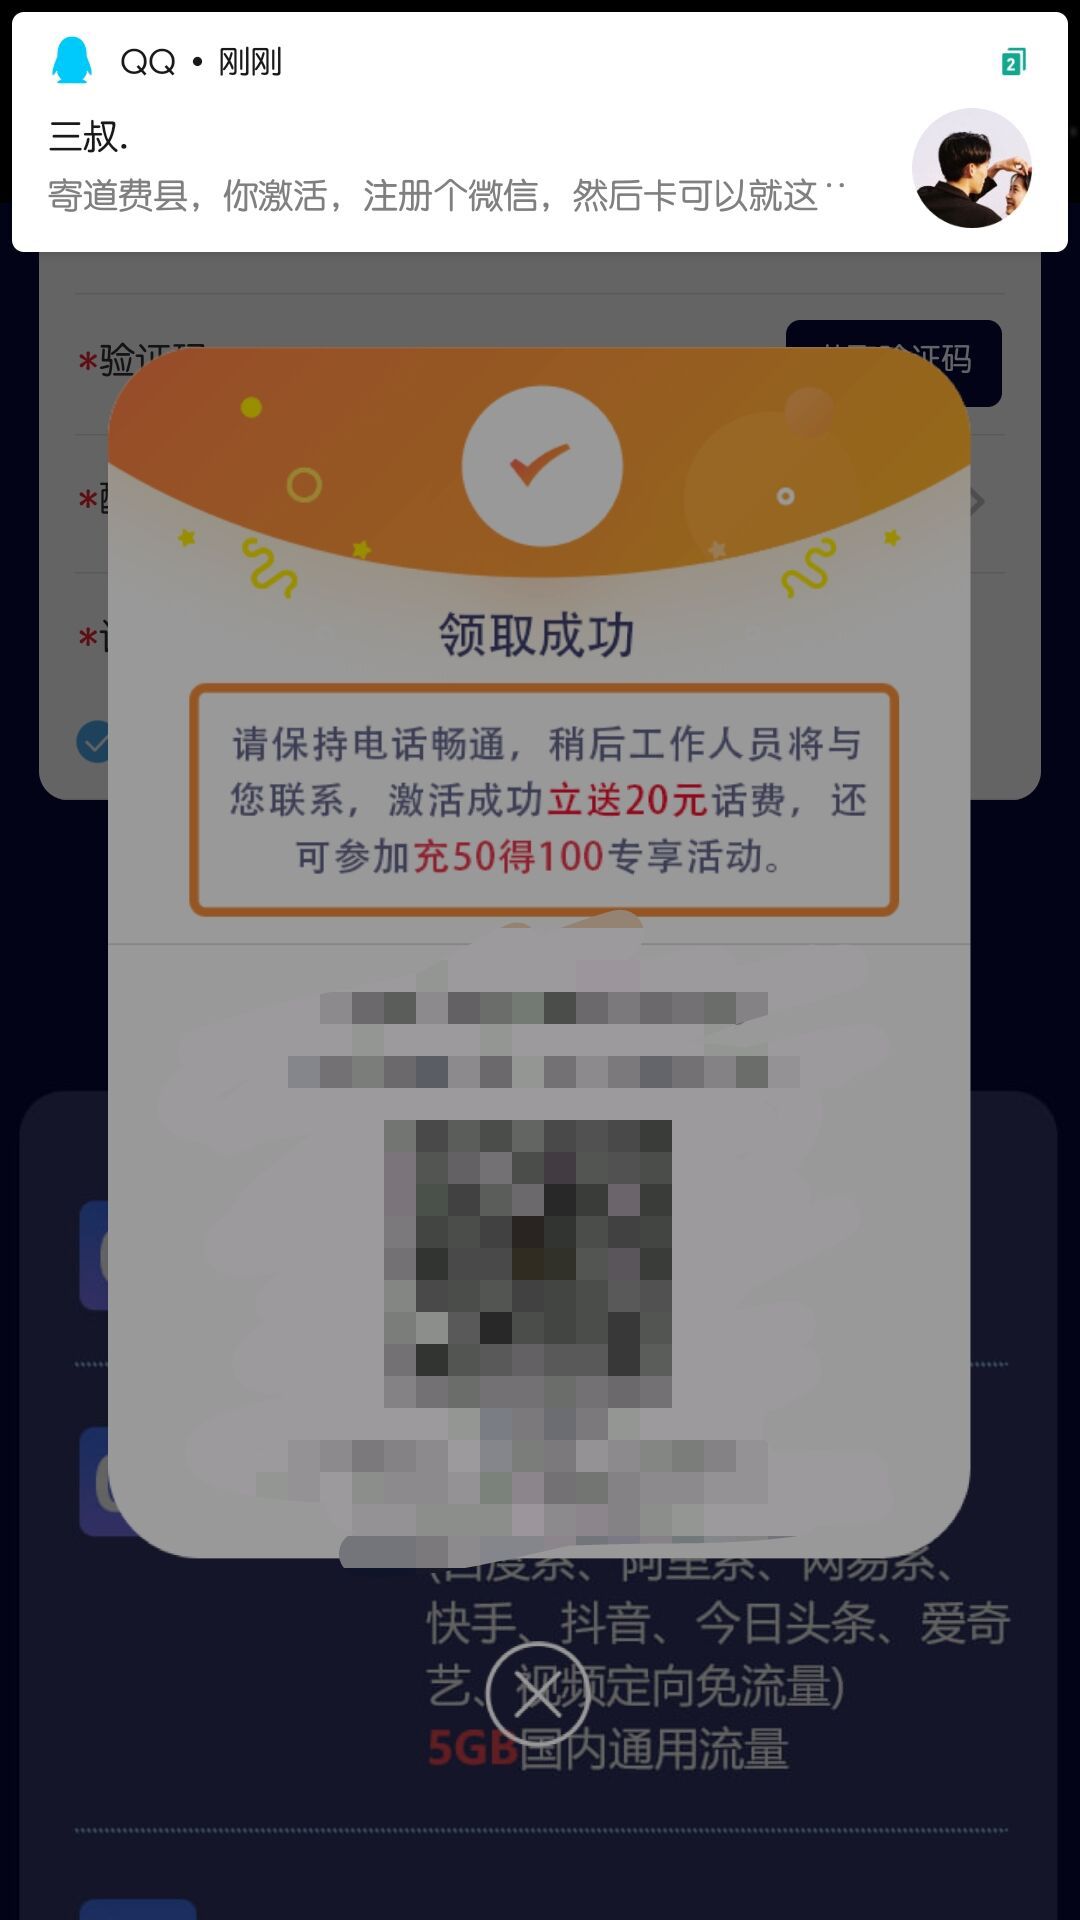 QQ • 刚刚
2
三叔.
寄道费县，你激活，注册个微信，然后卡可以就这··
*验证码
验证码
领取成功
请保持电话畅通，稍后工作人员将与
您联系，激活成功立送20元话费，还
可参加充50得100专享活动。
(百度系、阿里系、网易系、
快手、抖音、今日头条、爱奇
艺、视频定向免流量)
5GB国内通用流量